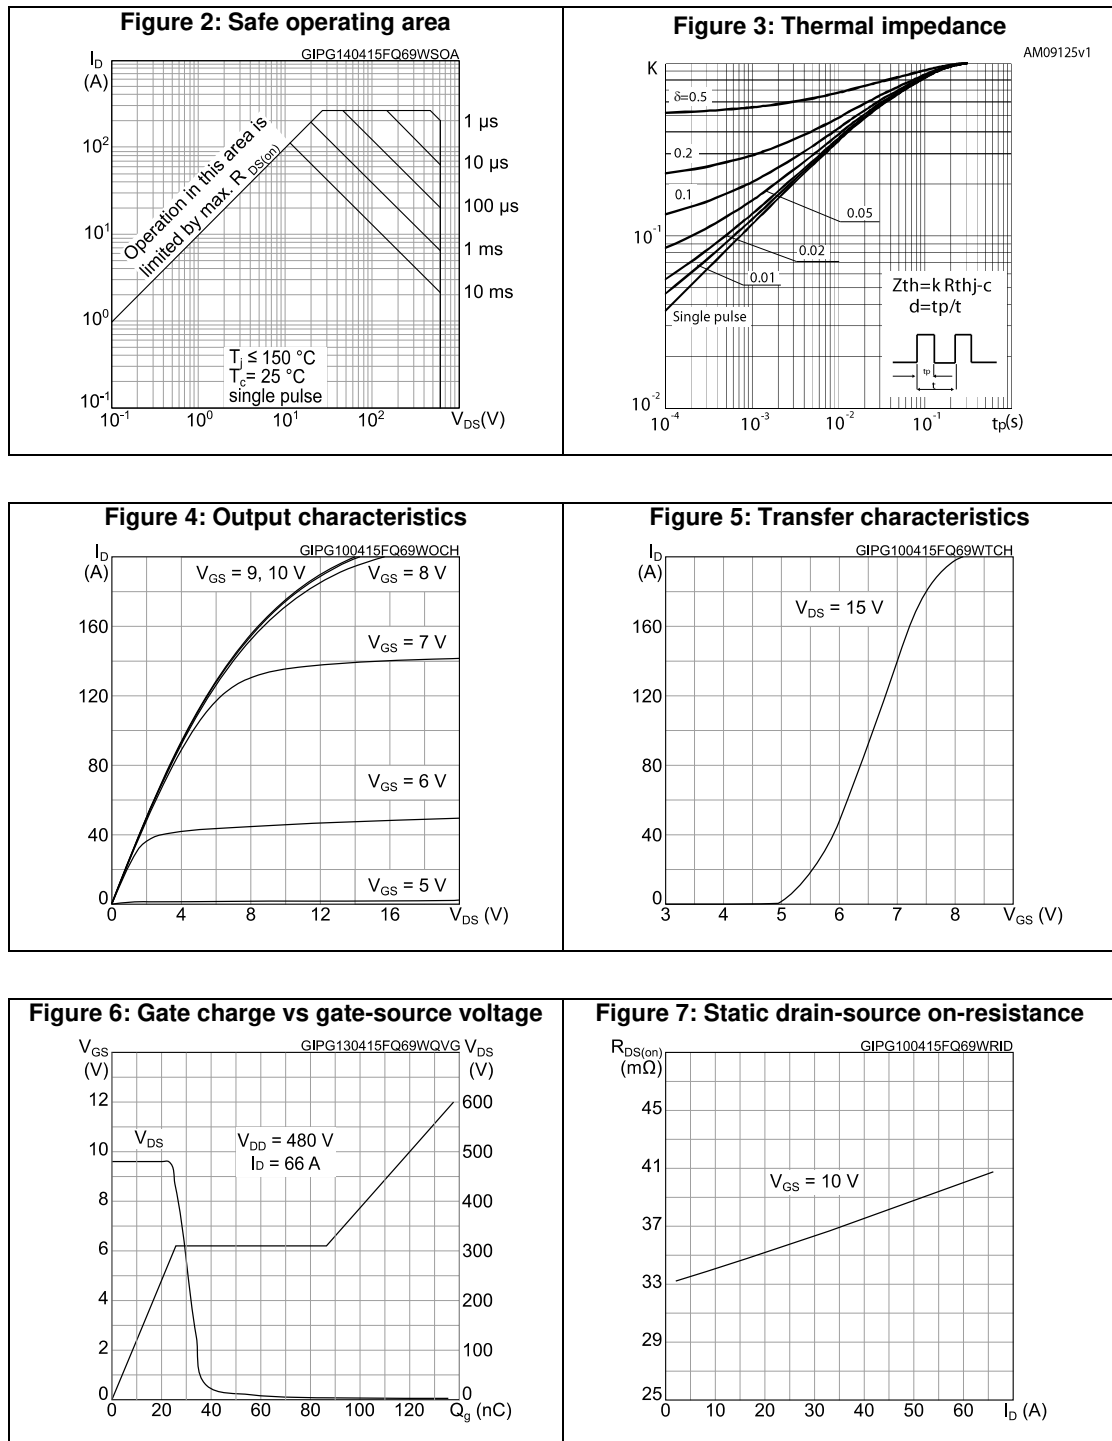 Figure 2: Safe operating area
GIPG140415FQ69WSOA
I_D
(A)
10^2
10^1
10^0
10^-1
Operation in this area is
limited by max. R_DS(on)
1 µs
10 µs
100 µs
1 ms
10 ms
T_j ≤ 150 °C
T_c= 25 °C
single pulse
10^-1 10^0 10^1 10^2 V_DS(V)
Figure 3: Thermal impedance
AM09125v1
K
δ=0.5
0.2
0.1
0.05
0.02
0.01
10^-1
10^-2
Single pulse
Zth=k Rthj-c
d=tp/t
tp
t
10^-4 10^-3 10^-2 10^-1 tp(s)
Figure 4: Output characteristics
GIPG100415FQ69WOCH
I_D
(A)
V_GS = 9, 10 V
V_GS = 8 V
V_GS = 7 V
V_GS = 6 V
V_GS = 5 V
160
120
80
40
0
0 4 8 12 16 V_DS (V)
Figure 5: Transfer characteristics
GIPG100415FQ69WTCH
I_D
(A)
V_DS = 15 V
160
120
80
40
0
3 4 5 6 7 8 V_GS (V)
Figure 6: Gate charge vs gate-source voltage
V_GS
(V)
GIPG130415FQ69WQVG
V_DS
(V)
12
10
8
6
4
2
0
V_DS
V_DD = 480 V
I_D = 66 A
600
500
400
300
200
100
0
0 20 40 60 80 100 120 Q_g (nC)
Figure 7: Static drain-source on-resistance
R_DS(on)
(mΩ)
GIPG100415FQ69WRID
45
41
37
33
29
25
V_GS = 10 V
0 10 20 30 40 50 60 I_D (A)